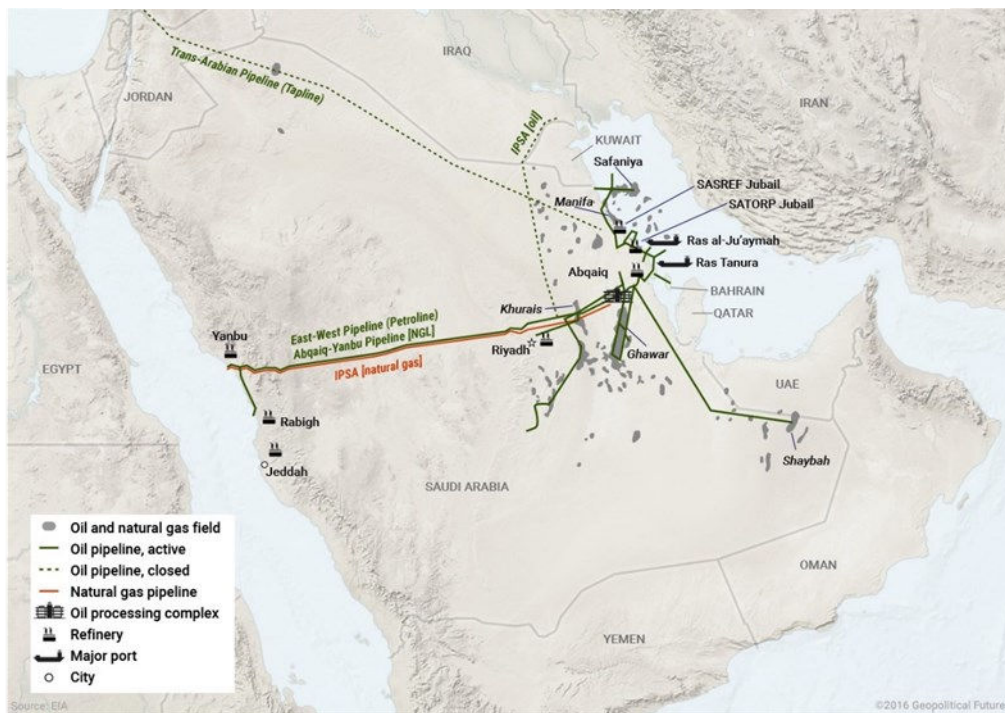 IRAQ
Trans-Arabian Pipeline (Tapline)
JORDAN
IRAN
IPSA [oil]
KUWAIT
Safaniya
SASREF Jubail
Manifa
SATORP Jubail
Ras al-Ju'aymah
Ras Tanura
Abqaiq
BAHRAIN
QATAR
Khurais
East-West Pipeline (Petroline)
Abqaiq-Yanbu Pipeline [NGL]
Yanbu
Riyadh
Ghawar
IPSA [natural gas]
EGYPT
UAE
Rabigh
Shaybah
Jeddah
SAUDI ARABIA
Oil and natural gas field
Oil pipeline, active
Oil pipeline, closed
Natural gas pipeline
Oil processing complex
Refinery
Major port
City
OMAN
YEMEN
Source: EIA
©2016 Geopolitical Future